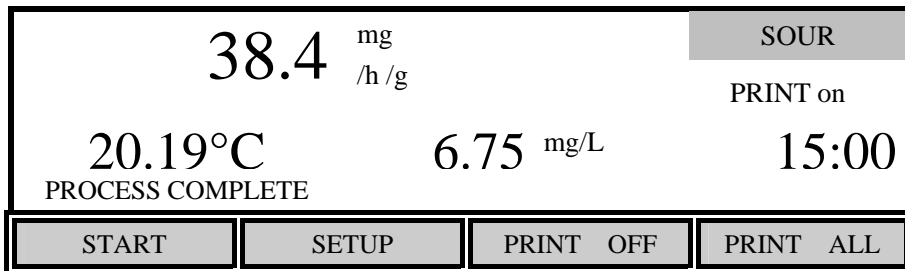 38.4 mg /h /g
SOUR
PRINT on
20.19°C 6.75 mg/L 15:00
PROCESS COMPLETE
START SETUP PRINT OFF PRINT ALL